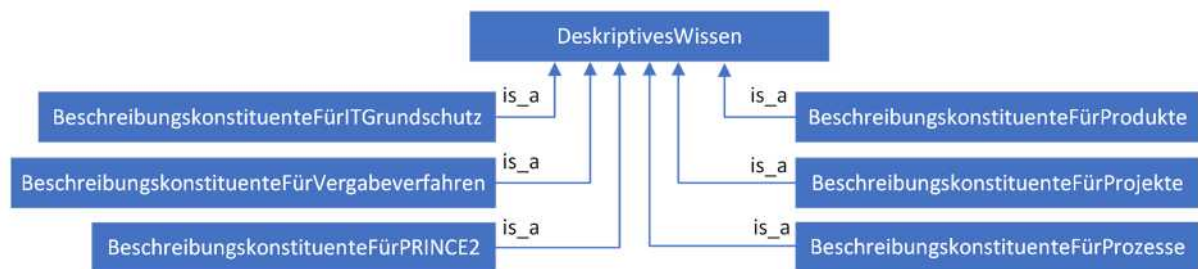 DeskriptivesWissen
is_a
is_a
BeschreibungskonstituenteFürITGrundschutz
BeschreibungskonstituenteFürProdukte
is_a
is_a
BeschreibungskonstituenteFürVergabeverfahren
BeschreibungskonstituenteFürProjekte
is_a
is_a
BeschreibungskonstituenteFürPRINCE2
BeschreibungskonstituenteFürProzesse